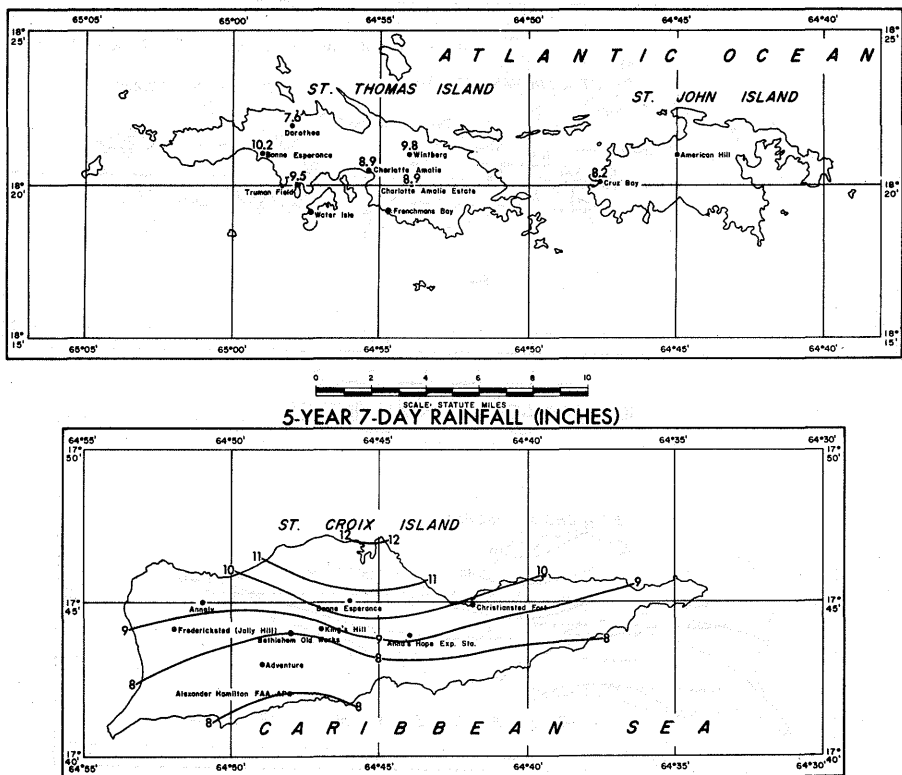 65°05' 65°00' 64°55' 64°50' 64°45' 64°40'
18° 25' 18° 25'
ATLANTIC OCEAN
ST. THOMAS ISLAND
ST. JOHN ISLAND
7.6
Dorothea
10.2
Bonne Esperance
9.8
Wintberg
American Hill
8.9
Charlotte Amalie
9.5
Truman Field
8.9
Charlotte Amalie Estate
8.2
Cruz Bay
18° 20'
18° 20'
Water Isle
Frenchmans Bay
18° 15' 18° 15'
65°05' 65°00' 64°55' 64°50' 64°45' 64°40'
0 2 4 6 8 10
SCALE- STATUTE MILES
5-YEAR 7-DAY RAINFALL (INCHES)
64°55' 64°50' 64°45' 64°40' 64°35' 64°30'
17° 50' 17° 50'
ST. CROIX ISLAND
12 12
11 11
10 10
9
Annaly
Bonne Esperance
Christiansted Fort
17° 45' 17° 45'
9
Fredericksted (Jolly Hill)
King's Hill
Bethlehem Old Works
9
Anna's Hope Exp. Sta.
8
8
Adventure
8
Alexander Hamilton FAA AP
8 8
CARIBBEAN SEA
17° 40' 17° 40'
64°55' 64°50' 64°45' 64°40' 64°35' 64°30'